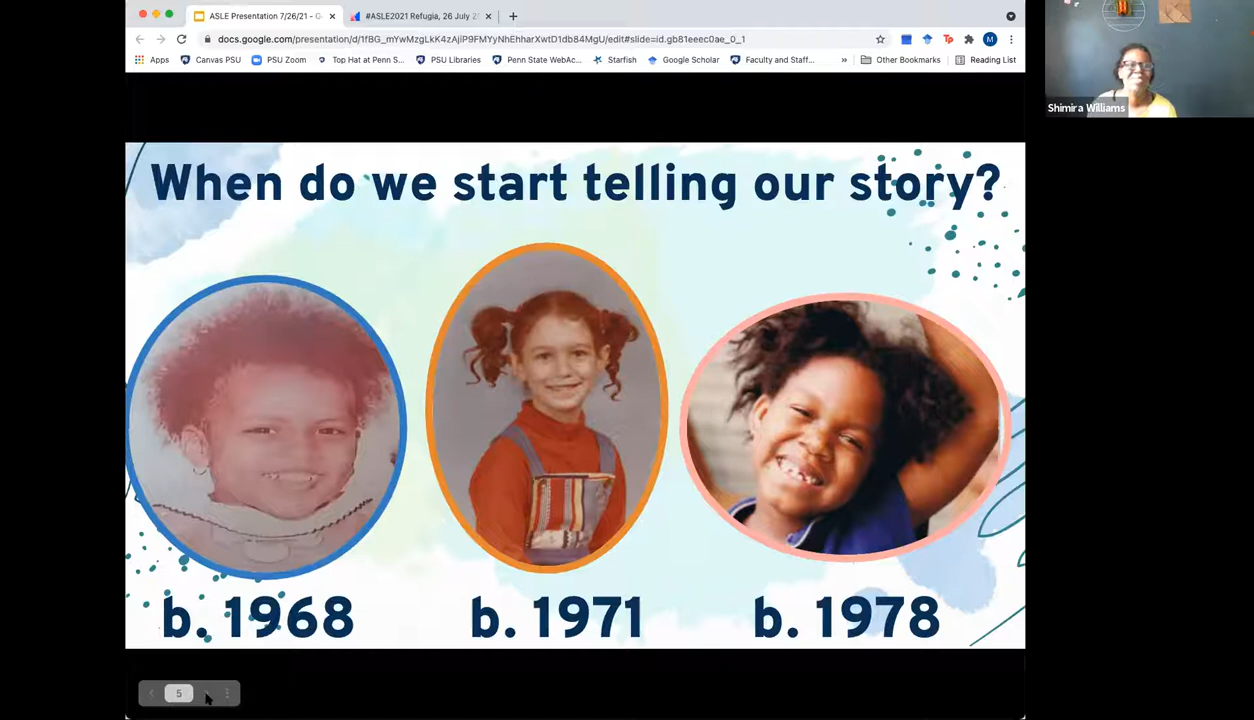 ASLE Presentation 7/26/21 - G
#ASLE2021 Refugia, 26 July 2
docs.google.com/presentation/d/1fBG_mYwMzgLkK4zAjiP9FMYyNhEhharXwtD1db84MgU/edit#slide=id.gb81eeec0ae_0_1
M
Apps
Canvas PSU
PSU Zoom
Top Hat at Penn S...
PSU Libraries
Penn State WebAc...
Starfish
Google Scholar
Faculty and Staff...
»
Other Bookmarks
Reading List
Shimira Williams
When do we start telling our story?
b. 1968
b. 1971
b. 1978
5